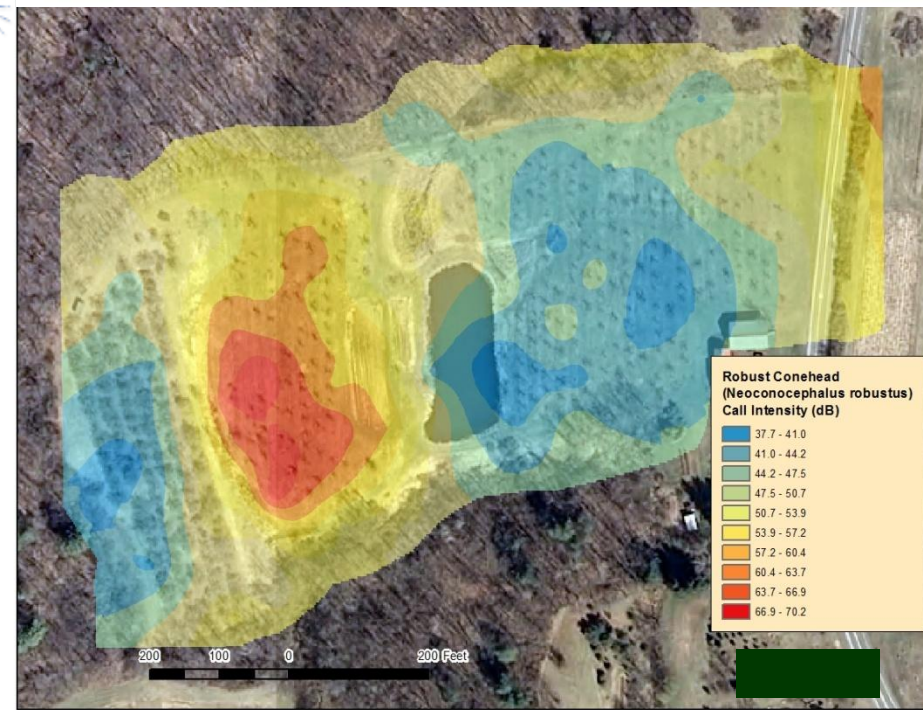 Robust Conehead
(Neoconocephalus robustus)
Call Intensity (dB)
37.7 - 41.0
41.0 - 44.2
44.2 - 47.5
47.5 - 50.7
50.7 - 53.9
53.9 - 57.2
57.2 - 60.4
60.4 - 63.7
63.7 - 66.9
66.9 - 70.2
200 100 0 200 Feet